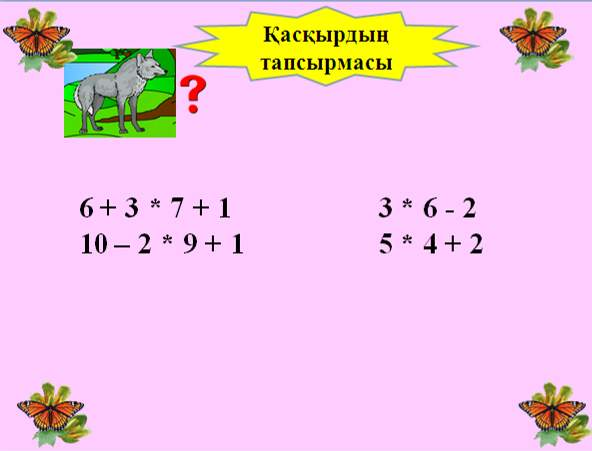 Қасқырдың
тапсырмасы
?
6 + 3 * 7 + 1
10 – 2 * 9 + 1
3 * 6 - 2
5 * 4 + 2